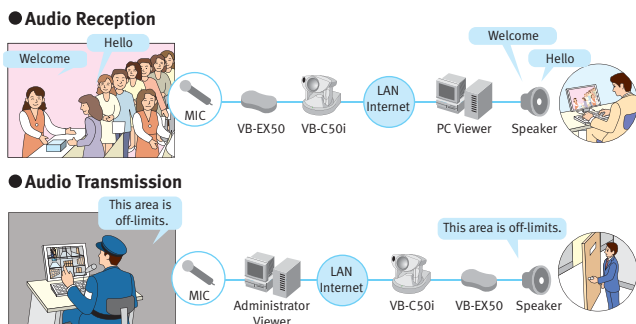 ● Audio Reception
Welcome
Hello
MIC
VB-EX50
VB-C50i
LAN
Internet
PC Viewer
Speaker
Welcome
Hello
● Audio Transmission
This area is
off-limits.
MIC
Administrator
Viewer
LAN
Internet
VB-C50i
VB-EX50
Speaker
This area is off-limits.